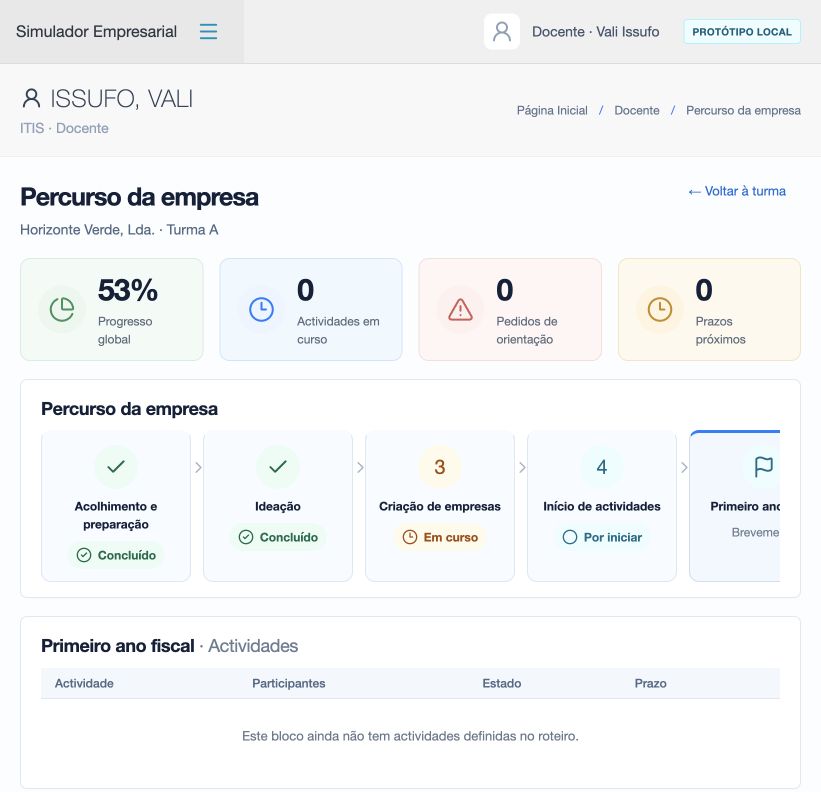 Simulador Empresarial
Docente · Vali Issufo
PROTÓTIPO LOCAL
ISSUFO, VALI
ITIS · Docente
Página Inicial / Docente / Percurso da empresa
Percurso da empresa
← Voltar à turma
Horizonte Verde, Lda. · Turma A
53%
Progresso
global
0
Actividades em
curso
0
Pedidos de
orientação
0
Prazos
próximos
Percurso da empresa
Acolhimento e
preparação
Concluído
Ideação
Concluído
3
Criação de empresas
Em curso
4
Início de actividades
Por iniciar
Primeiro ano
Breveme
Primeiro ano fiscal · Actividades
Actividade Participantes Estado Prazo
Este bloco ainda não tem actividades definidas no roteiro.